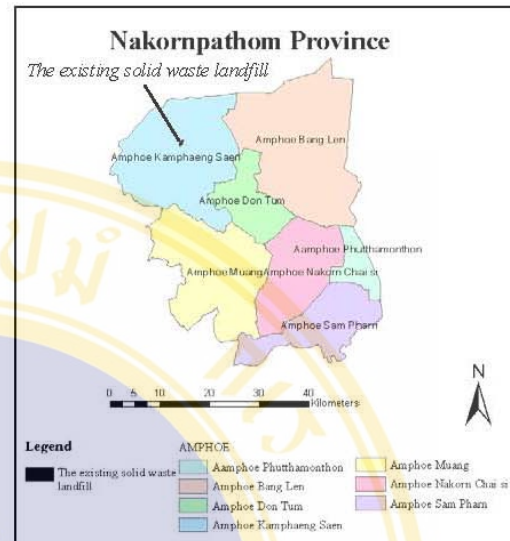 Nakornpathom Province
The existing solid waste landfill
Amphoe Bang Len
Amphoe Kamphaeng Saen
Amphoe Don Tum
Aamphoe Phutthamonthon
Amphoe Muang
Amphoe Nakorn Chai si
Amphoe Sam Pharn
N
0 5 10 20 30 40
Kilometers
Legend
The existing solid waste
landfill
AMPHOE
Aamphoe Phutthamonthon
Amphoe Bang Len
Amphoe Don Tum
Amphoe Kamphaeng Saen
Amphoe Muang
Amphoe Nakorn Chai si
Amphoe Sam Pharn